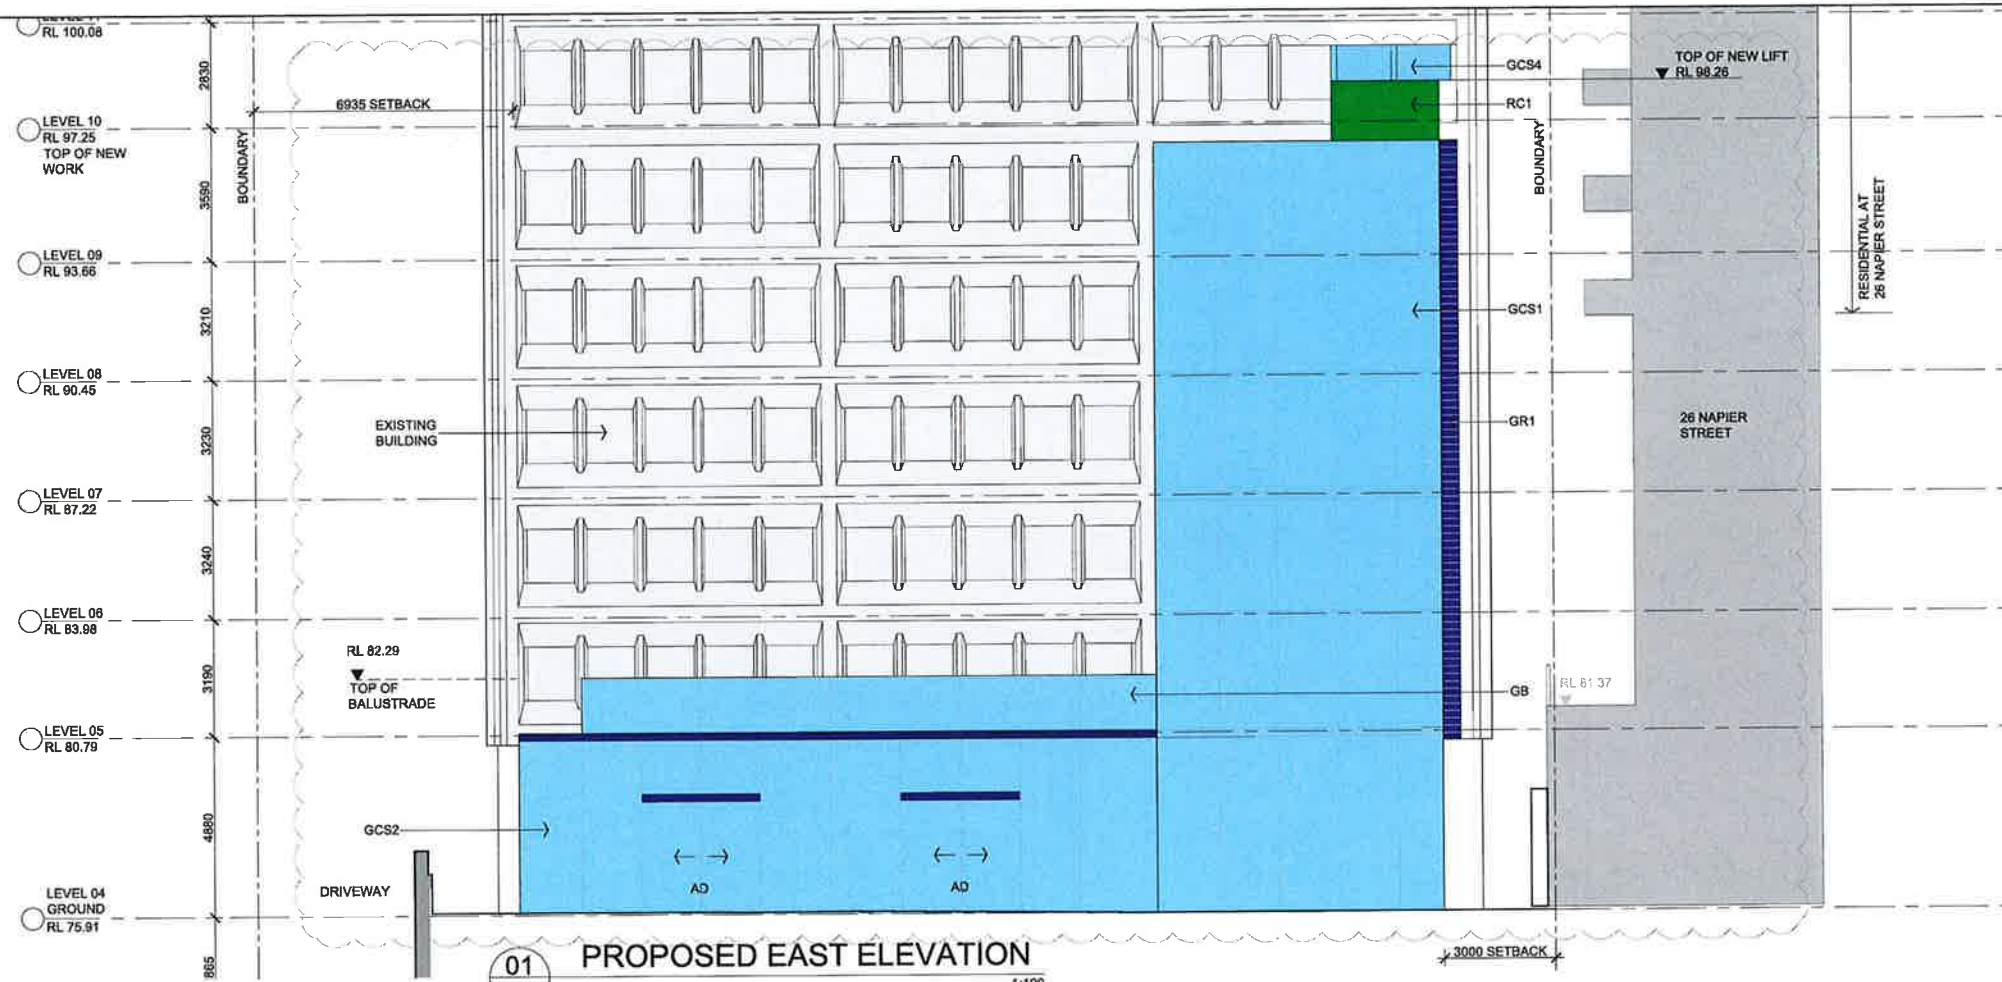 RL 100.08
2830
LEVEL 10
RL 97.25
TOP OF NEW
WORK
6935 SETBACK
BOUNDARY
3590
LEVEL 09
RL 93.66
3210
LEVEL 08
RL 90.45
3230
LEVEL 07
RL 87.22
3240
LEVEL 06
RL 83.98
3190
LEVEL 05
RL 80.79
4880
LEVEL 04
GROUND
RL 75.91
865
EXISTING
BUILDING
RL 82.29
TOP OF
BALUSTRADE
GCS2
DRIVEWAY
AD
AD
GCS4
RC1
GCS1
GR1
GB
BOUNDARY
TOP OF NEW LIFT
RL 98.26
RESIDENTIAL AT
26 NAPIER STREET
26 NAPIER
STREET
RL 81.37
3000 SETBACK
01
PROPOSED EAST ELEVATION